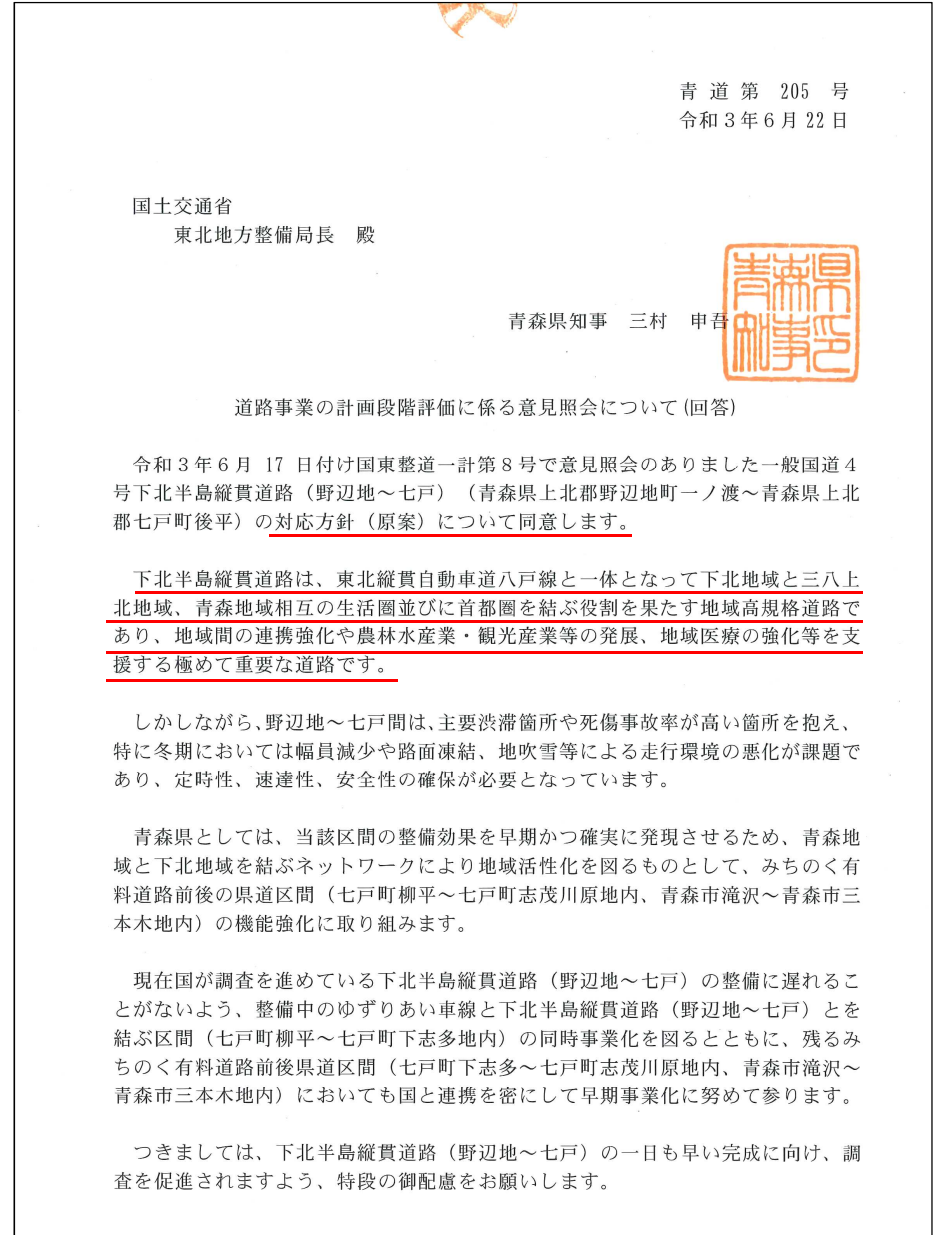 青 道 第 205 号
令和3年6月22日
国土交通省
東北地方整備局長 殿
青森県知事 三村 申吾
青森県知事印
道路事業の計画段階評価に係る意見照会について(回答)
令和3年6月 17 日付け国東整道一計第8号で意見照会のありました一般国道4
号下北半島縦貫道路（野辺地～七戸）（青森県上北郡野辺地町一ノ渡～青森県上北
郡七戸町後平）の対応方針（原案）について同意します。
下北半島縦貫道路は、東北縦貫自動車道八戸線と一体となって下北地域と三八上
北地域、青森地域相互の生活圏並びに首都圏を結ぶ役割を果たす地域高規格道路で
あり、地域間の連携強化や農林水産業・観光産業等の発展、地域医療の強化等を支
援する極めて重要な道路です。
しかしながら、野辺地～七戸間は、主要渋滞箇所や死傷事故率が高い箇所を抱え、
特に冬期においては幅員減少や路面凍結、地吹雪等による走行環境の悪化が課題で
あり、定時性、速達性、安全性の確保が必要となっています。
青森県としては、当該区間の整備効果を早期かつ確実に発現させるため、青森地
域と下北地域を結ぶネットワークにより地域活性化を図るものとして、みちのく有
料道路前後の県道区間（七戸町柳平～七戸町志茂川原地内、青森市滝沢～青森市三
本木地内）の機能強化に取り組みます。
現在国が調査を進めている下北半島縦貫道路（野辺地～七戸）の整備に遅れるこ
とがないよう、整備中のゆずりあい車線と下北半島縦貫道路（野辺地～七戸）とを
結ぶ区間（七戸町柳平～七戸町下志多地内）の同時事業化を図るとともに、残るみ
ちのく有料道路前後県道区間（七戸町下志多～七戸町志茂川原地内、青森市滝沢～
青森市三本木地内）においても国と連携を密にして早期事業化に努めて参ります。
つきましては、下北半島縦貫道路（野辺地～七戸）の一日も早い完成に向け、調
査を促進されますよう、特段の御配慮をお願いします。